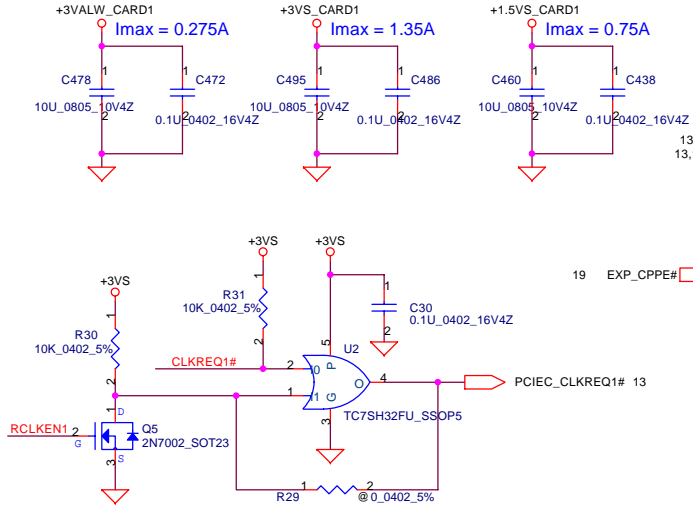 +3VALW_CARD1
Imax = 0.275A
1
1
C478
C472
10U_0805_10V4Z
2
2
0.1U_0402_16V4Z
+3VS_CARD1
Imax = 1.35A
1
1
C495
C486
10U_0805_10V4Z
2
2
0.1U_0402_16V4Z
+1.5VS_CARD1
Imax = 0.75A
1
1
C460
C438
10U_0805_10V4Z
2
2
0.1U_0402_16V4Z
13
13,
+3VS
+3VS
+3VS
19 EXP_CPPE#
1
R31
10K_0402_5%
2
1
C30
0.1U_0402_16V4Z
2
1
R30
10K_0402_5%
2
CLKREQ1#
2
I0
1
I1
5
P
U2
O
4
G
3
TC7SH32FU_SSOP5
PCIEC_CLKREQ1# 13
RCLKEN1
2
G
1
D
Q5
2N7002_SOT23
3
S
R29
1
2
@0_0402_5%